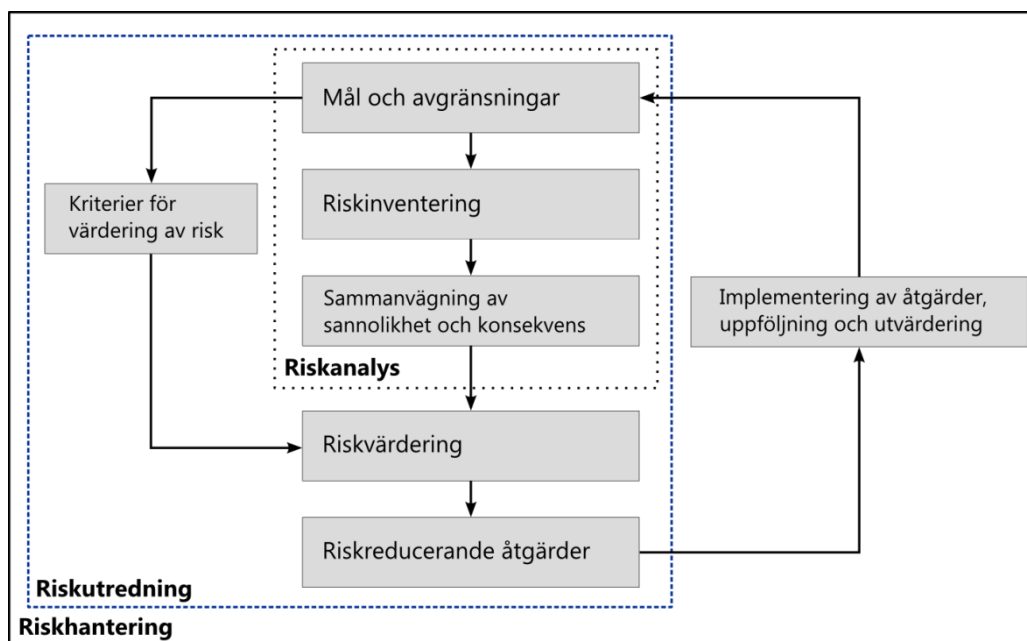 Mål och avgränsningar
Riskinventering
Kriterier för
värdering av risk
Sammanvägning av
sannolikhet och konsekvens
Implementering av åtgärder,
uppföljning och utvärdering
Riskanalys
Riskvärdering
Riskreducerande åtgärder
Riskutredning
Riskhantering